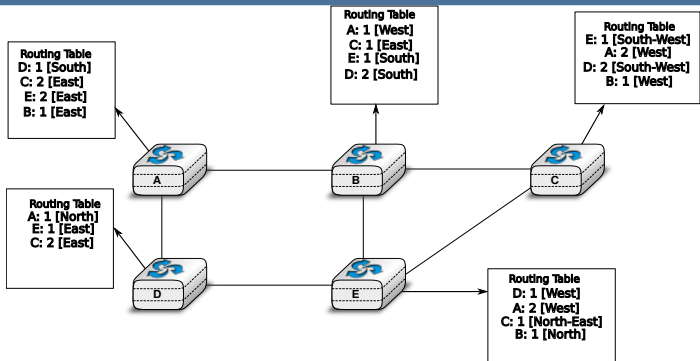 Routing Table
A: 1 [West]
C: 1 [East]
E: 1 [South]
D: 2 [South]
Routing Table
E: 1 [South-West]
A: 2 [West]
D: 2 [South-West]
B: 1 [West]
Routing Table
D: 1 [South]
C: 2 [East]
E: 2 [East]
B: 1 [East]
A
B
C
Routing Table
A: 1 [North]
E: 1 [East]
C: 2 [East]
D
E
Routing Table
D: 1 [West]
A: 2 [West]
C: 1 [North-East]
B: 1 [North]